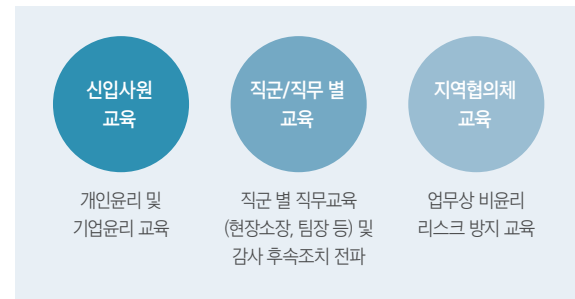 신입사원
교육
직군/직무 별
교육
지역협의체
교육
개인윤리 및
기업윤리 교육
직군 별 직무교육
(현장소장, 팀장 등) 및
감사 후속조치 전파
업무상 비윤리
리스크 방지 교육